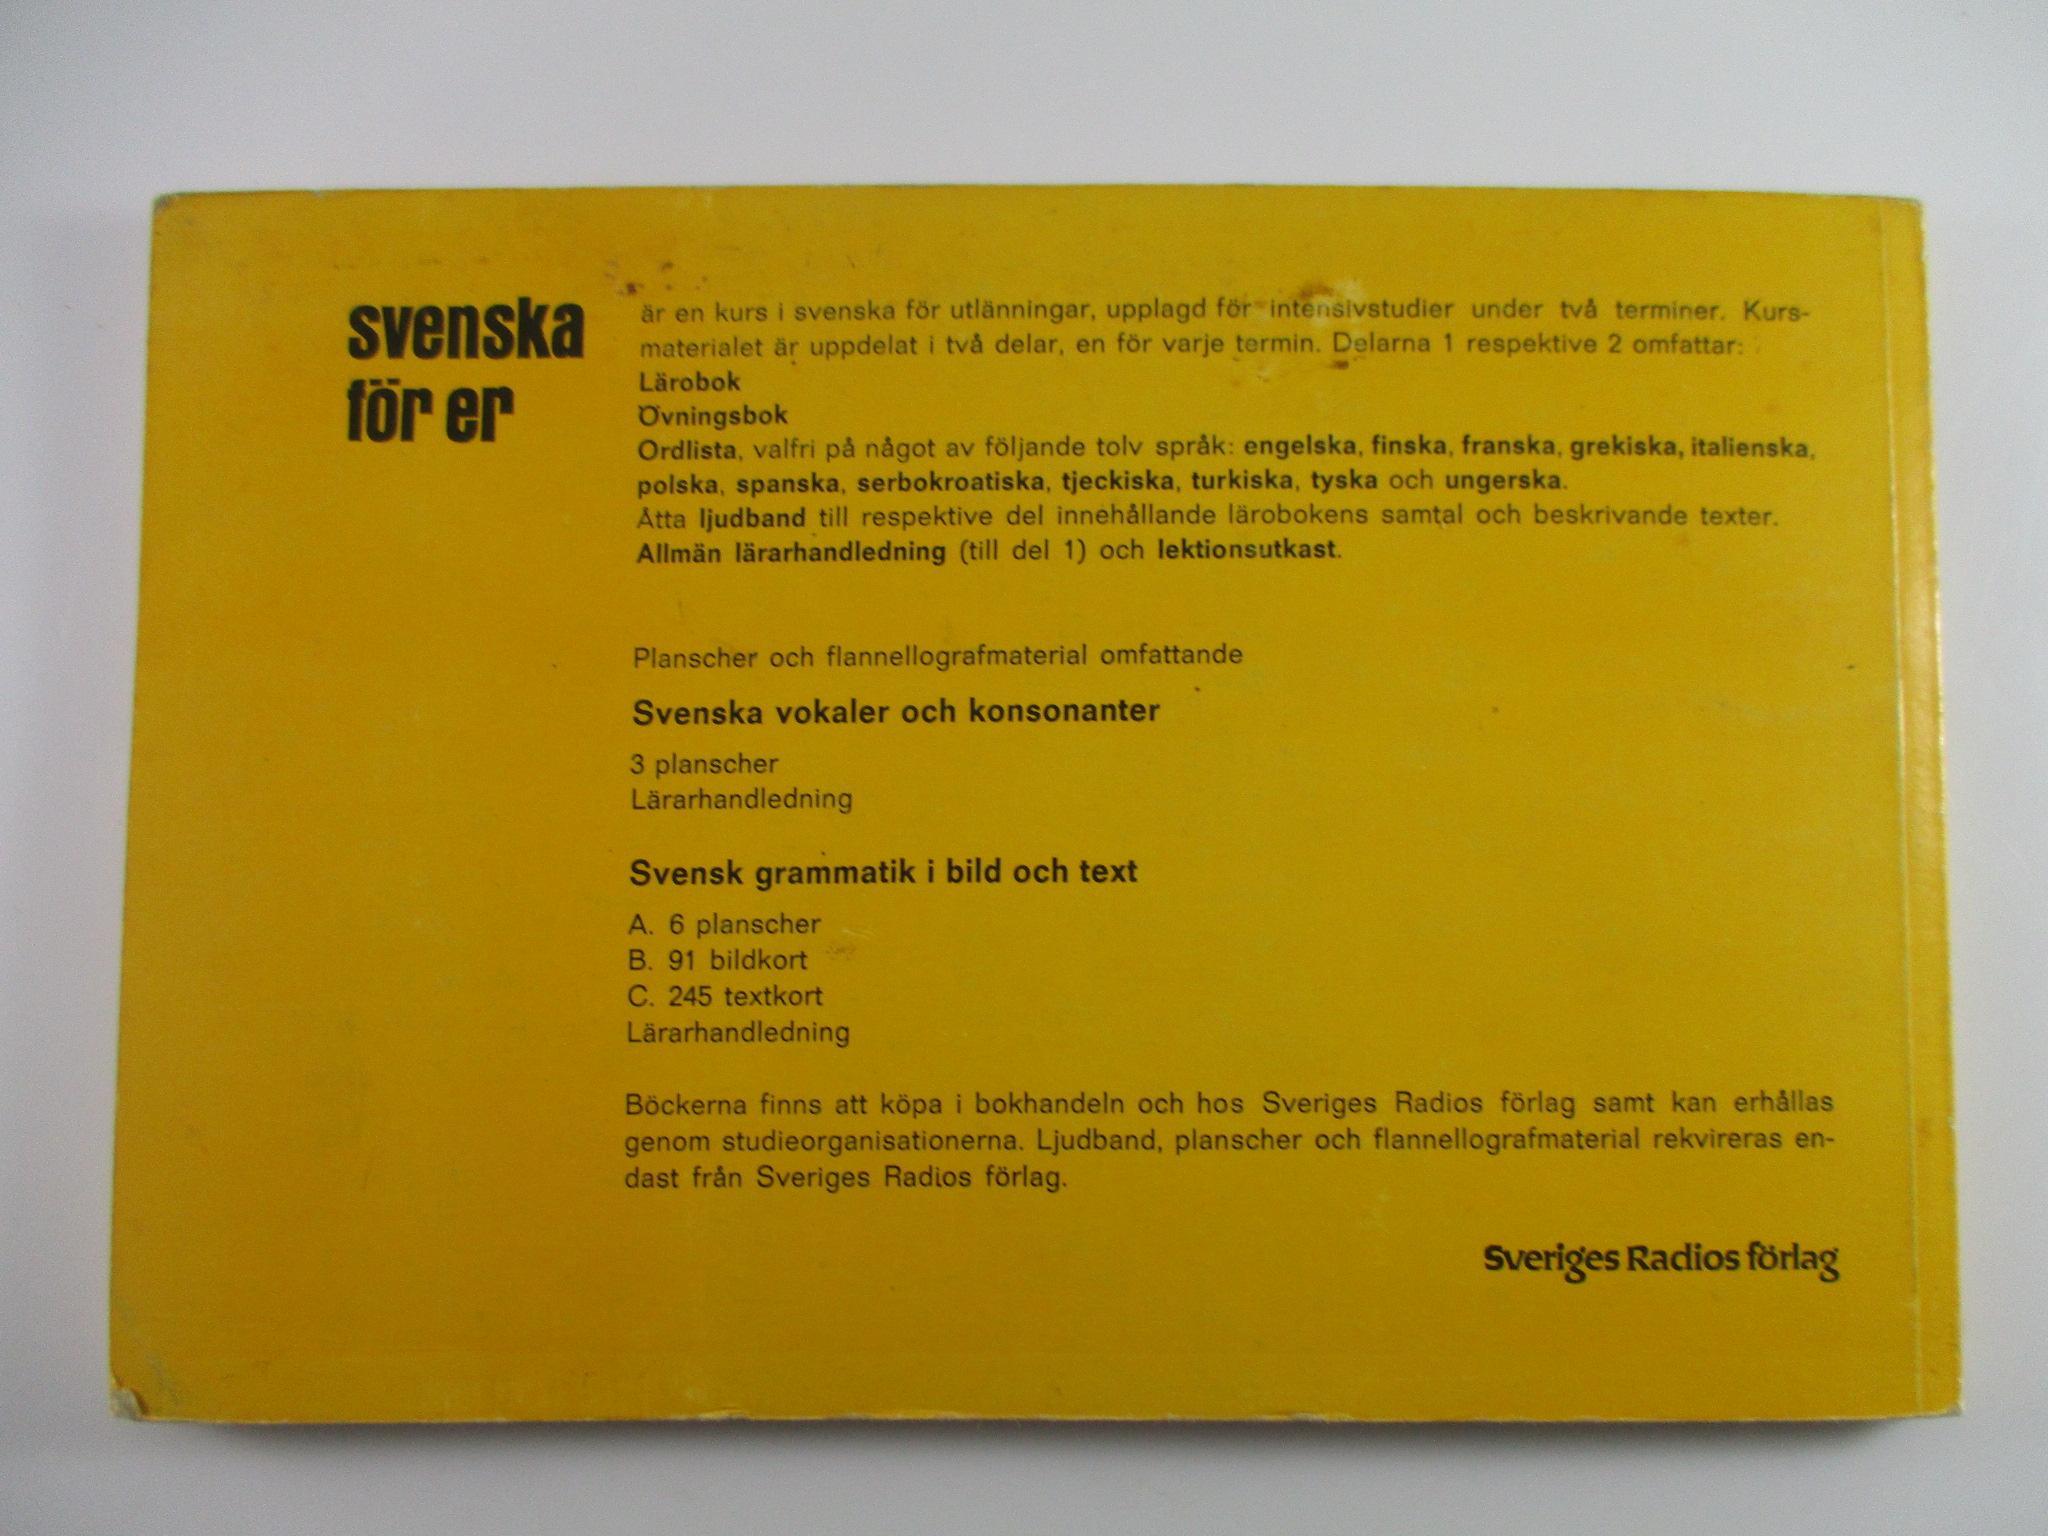 svenska
för er
är en kurs i svenska för utlänningar, upplagd för intensivstudier under två terminer. Kurs-
materialet är uppdelat i två delar, en för varje termin. Delarna 1 respektive 2 omfattar:
Lärobok
Övningsbok
Ordlista, valfri på något av följande tolv språk: engelska, finska, franska, grekiska, italienska,
polska, spanska, serbokroatiska, tjeckiska, turkiska, tyska och ungerska.
Åtta ljudband till respektive del innehållande lärobokens samtal och beskrivande texter.
Allmän lärarhandledning (till del 1) och lektionsutkast.
Planscher och flannellografmaterial omfattande
Svenska vokaler och konsonanter
3 planscher
Lärarhandledning
Svensk grammatik i bild och text
A. 6 planscher
B. 91 bildkort
C. 245 textkort
Lärarhandledning
Böckerna finns att köpa i bokhandeln och hos Sveriges Radios förlag samt kan erhållas
genom studieorganisationerna. Ljudband, planscher och flannellografmaterial rekvireras en-
dast från Sveriges Radios förlag.
Sveriges Radios förlag